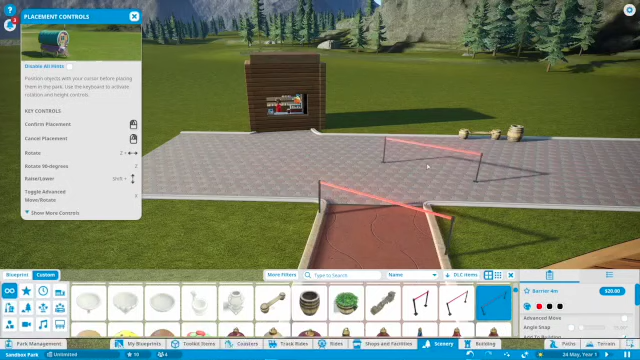 PLACEMENT CONTROLS
Disable All Hints
Position objects with your cursor before placing
them in the park. Use the keyboard to activate
rotation and height controls.
KEY CONTROLS
Confirm Placement
Cancel Placement
Rotate
Z +
Rotate 90-degrees
Z
Raise/Lower
Shift +
Toggle Advanced
Move/Rotate
X
Show More Controls
Blueprint
Custom
More Filters
Type to Search
Name
DLC Items
Barrier 4m
$20.00
Advanced Move
Angle Snap
Park Management
My Blueprints
Toolkit Items
Coasters
Track Rides
Rides
Shops and Facilities
Scenery
Building
Paths
Terrain
Sandbox Park
Unlimited
24 May, Year 1